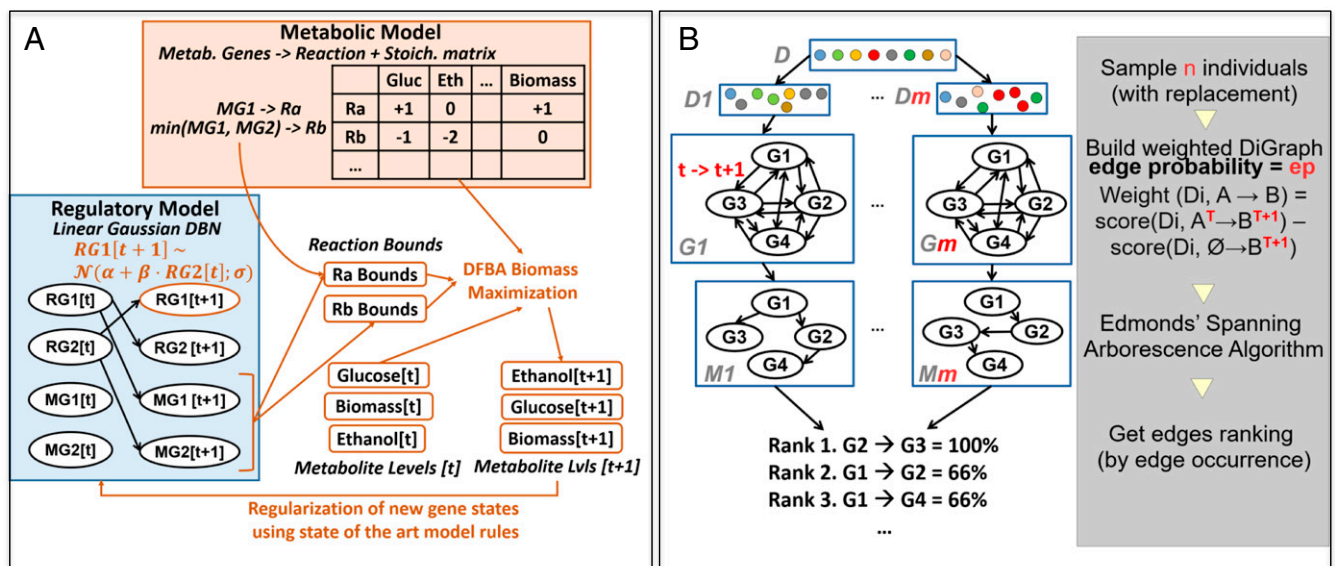 A
Metabolic Model
Metab. Genes -> Reaction + Stoich. matrix
Gluc Eth ... Biomass
Ra +1 0 +1
Rb -1 -2 0
...
MG1 -> Ra
min(MG1, MG2) -> Rb
Regulatory Model
Linear Gaussian DBN
RG1[t + 1] ~
𝒩(α + β · RG2[t]; σ)
RG1[t] RG1[t+1]
RG2[t] RG2 [t+1]
MG1[t] MG1 [t+1]
MG2[t] MG2[t+1]
Reaction Bounds
Ra Bounds
Rb Bounds
DFBA Biomass
Maximization
Glucose[t]
Biomass[t]
Ethanol[t]
Metabolite Levels [t]
Ethanol[t+1]
Glucose[t+1]
Biomass[t+1]
Metabolite Lvls [t+1]
Regularization of new gene states
using state of the art model rules
B
D
D1 ... Dm
t -> t+1
G1
G3 G2
G4
G1
...
G1
G3 G2
G4
Gm
G1
G3 G2
G4
M1
...
G1
G3 G2
G4
Mm
Rank 1. G2 → G3 = 100%
Rank 2. G1 → G2 = 66%
Rank 3. G1 → G4 = 66%
...
Sample n individuals
(with replacement)
Build weighted DiGraph
edge probability = ep
Weight (Di, A → B) =
score(Di, Aᵀ→Bᵀ⁺¹) –
score(Di, Ø→Bᵀ⁺¹)
Edmonds' Spanning
Arborescence Algorithm
Get edges ranking
(by edge occurrence)